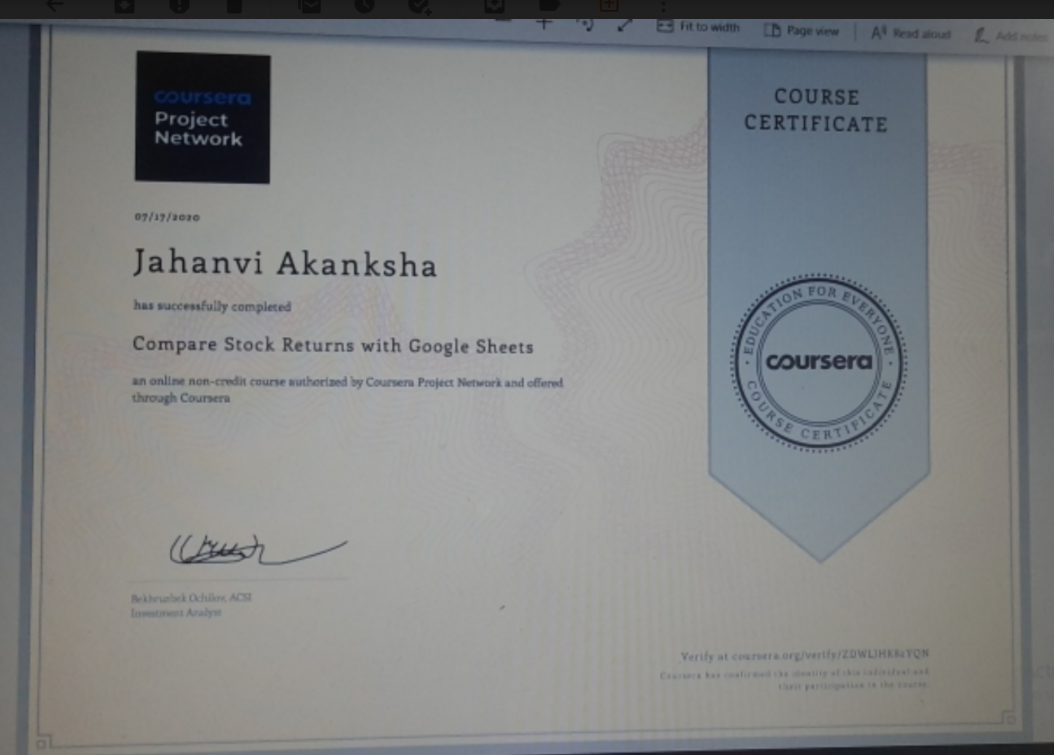 Fit to width
Page view
Read aloud
Add notes
coursera
Project
Network
COURSE
CERTIFICATE
07/17/2020
Jahanvi Akanksha
has successfully completed
Compare Stock Returns with Google Sheets
an online non-credit course authorized by Coursera Project Network and offered
through Coursera
EDUCATION FOR EVERYONE
coursera
COURSE CERTIFICATE
Bekhruzbek Ochilov, ACSI
Investment Analyst
Verify at coursera.org/verify/
Coursera has confirmed the identity of this individual and
their participation in the course.